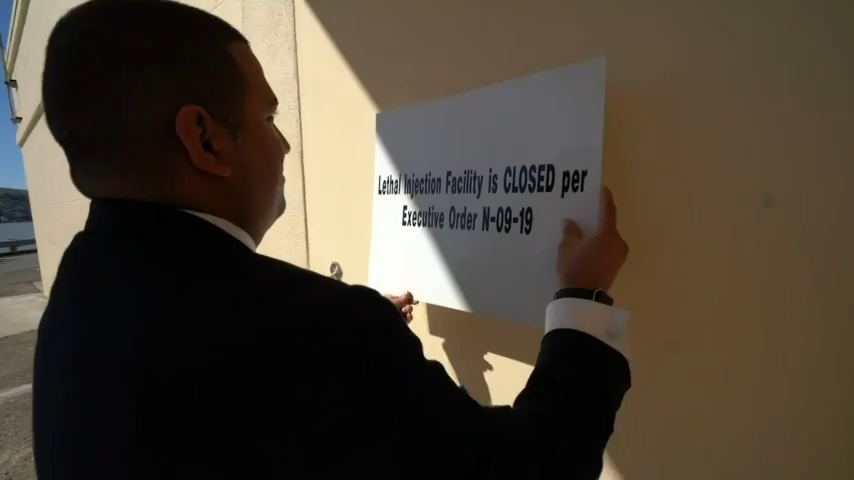 Lethal Injection Facility is CLOSED per
Executive Order N-09-19